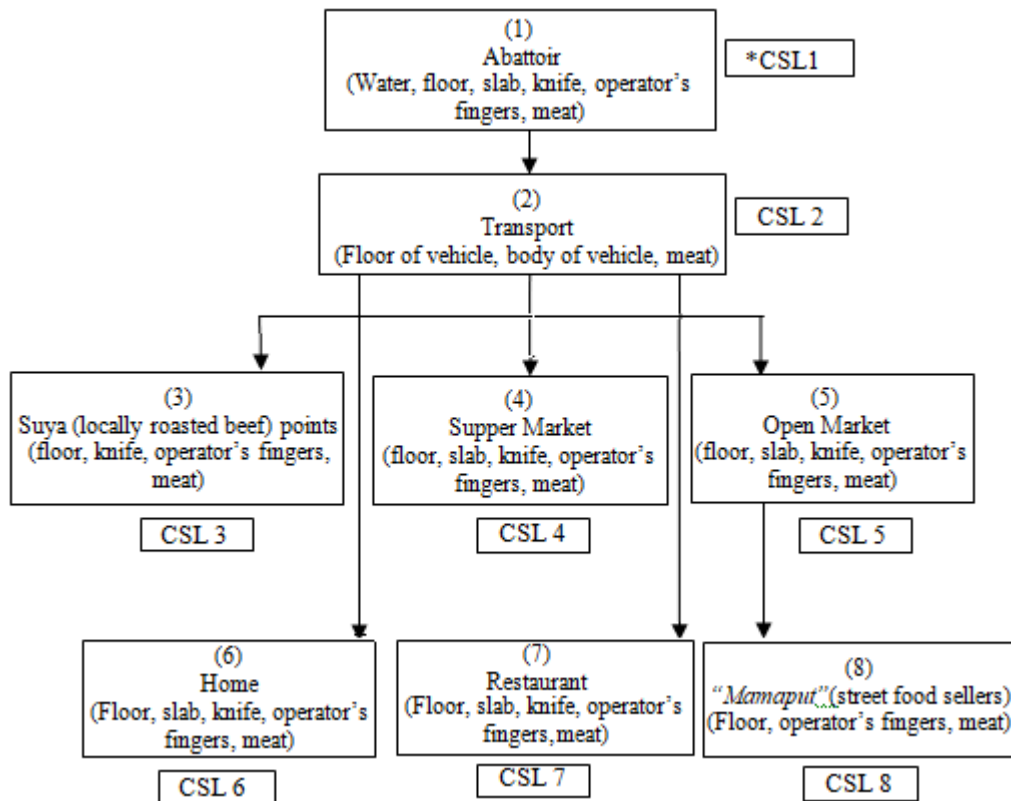 (1)
Abattoir
(Water, floor, slab, knife, operator’s
fingers, meat)
*CSL1
(2)
Transport
(Floor of vehicle, body of vehicle, meat)
CSL 2
(3)
Suya (locally roasted beef) points
(floor, knife, operator’s fingers,
meat)
CSL 3
(4)
Supper Market
(floor, slab, knife, operator’s
fingers, meat)
CSL 4
(5)
Open Market
(floor, slab, knife, operator’s
fingers, meat)
CSL 5
(6)
Home
(Floor, slab, knife, operator’s
fingers, meat)
CSL 6
(7)
Restaurant
(Floor, slab, knife, operator’s
fingers,meat)
CSL 7
(8)
“Mamaput”(street food sellers)
(Floor, operator’s fingers, meat)
CSL 8